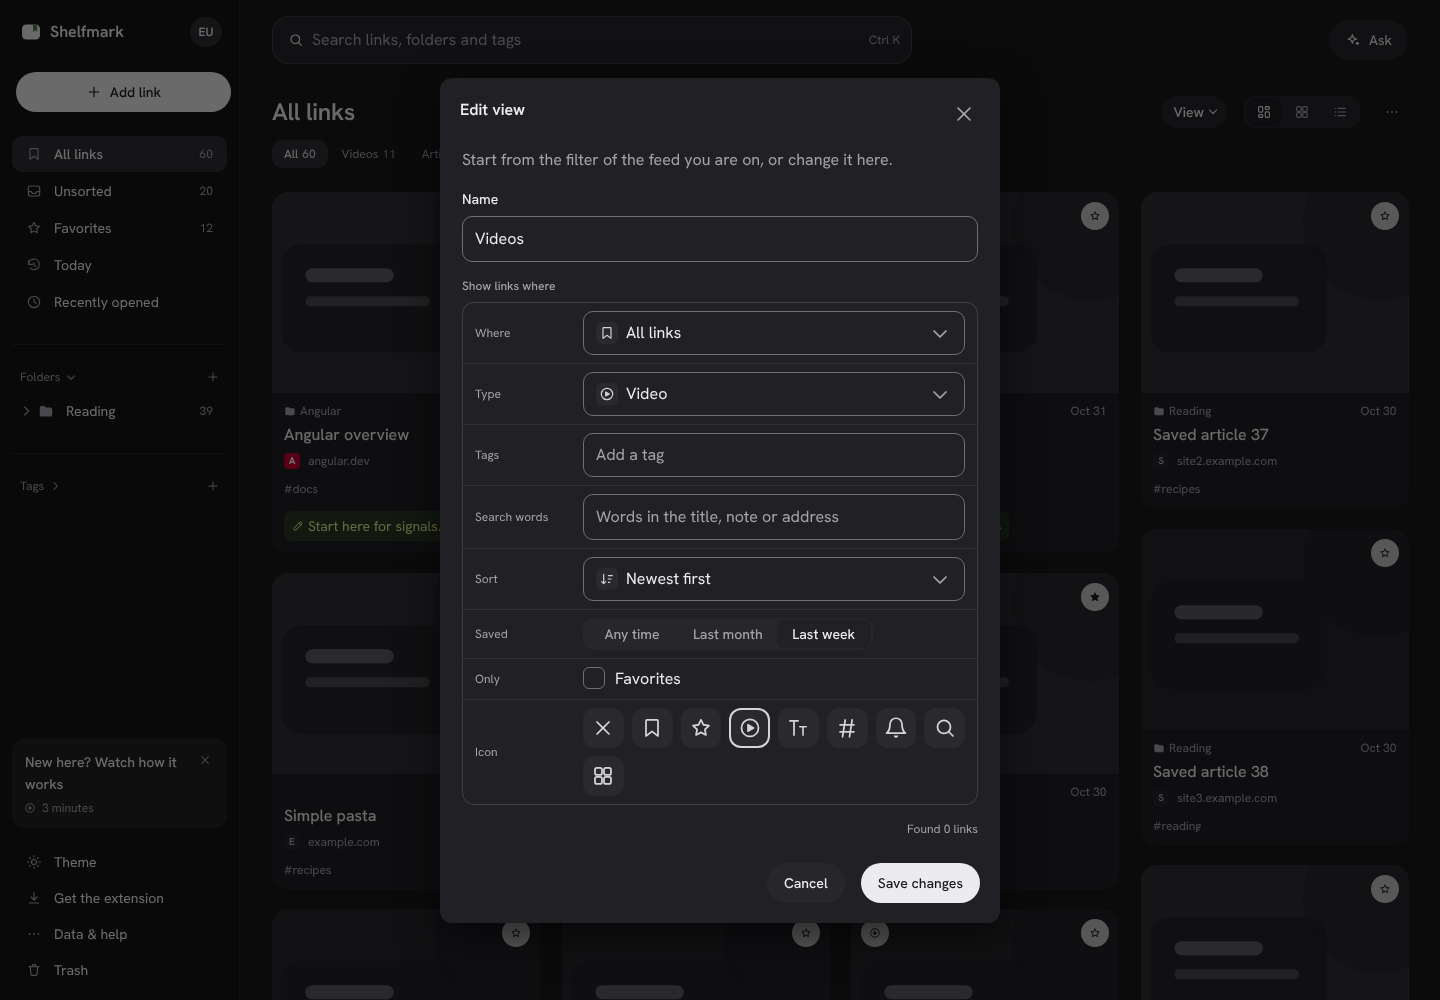 Shelfmark
EU
Search links, folders and tags
Ctrl K
Ask
Add link
All links
60
Unsorted
20
Favorites
12
Today
Recently opened
Folders
Reading
39
Tags
New here? Watch how it
works
3 minutes
Theme
Get the extension
Data & help
Trash
All links
View
All 60
Videos 11
Angular
Angular overview
A
angular.dev
#docs
Start here for signals.
Simple pasta
E
example.com
#recipes
Edit view
Start from the filter of the feed you are on, or change it here.
Name
Videos
Show links where
Where
All links
Type
Video
Tags
Add a tag
Search words
Words in the title, note or address
Sort
Newest first
Saved
Any time
Last month
Last week
Only
Favorites
Icon
Found 0 links
Cancel
Save changes
Oct 31
Oct 30
Reading
Oct 30
Saved article 37
S
site2.example.com
#recipes
Reading
Oct 30
Saved article 38
S
site3.example.com
#reading